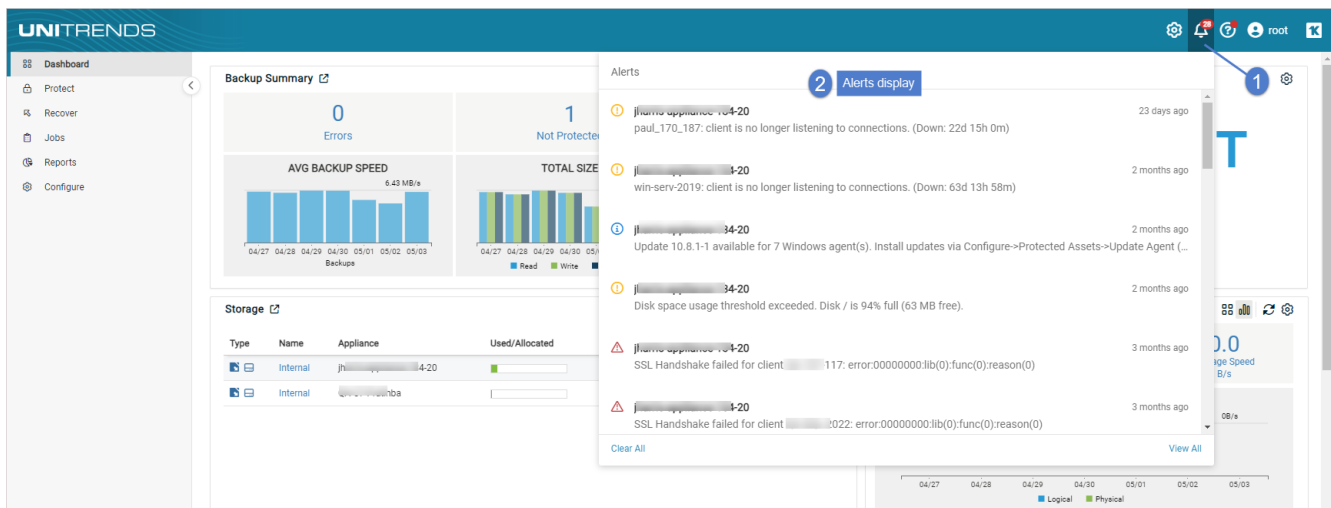 UNITRENDS
28
root
Dashboard
Protect
Recover
Jobs
Reports
Configure
Backup Summary
0
Errors
1
Not Protected
AVG BACKUP SPEED
6.43 MB/s
04/27 04/28 04/29 04/30 05/01 05/02 05/03
Backups
TOTAL SIZE
04/27 04/28 04/29 04/30
Read Write
Storage
Type Name Appliance Used/Allocated
Internal 4-20
Internal
Alerts
2 Alerts display
1
T
23 days ago
paul_170_187: client is no longer listening to connections. (Down: 22d 15h 0m)
2 months ago
win-serv-2019: client is no longer listening to connections. (Down: 63d 13h 58m)
2 months ago
Update 10.8.1-1 available for 7 Windows agent(s). Install updates via Configure->Protected Assets->Update Agent (...
2 months ago
Disk space usage threshold exceeded. Disk / is 94% full (63 MB free).
3 months ago
SSL Handshake failed for client 117: error:00000000:lib(0):func(0):reason(0)
3 months ago
SSL Handshake failed for client 2022: error:00000000:lib(0):func(0):reason(0)
Clear All View All
0.0
age Speed
B/s
0B/s
04/27 04/28 04/29 04/30 05/01 05/02 05/03
Logical Physical